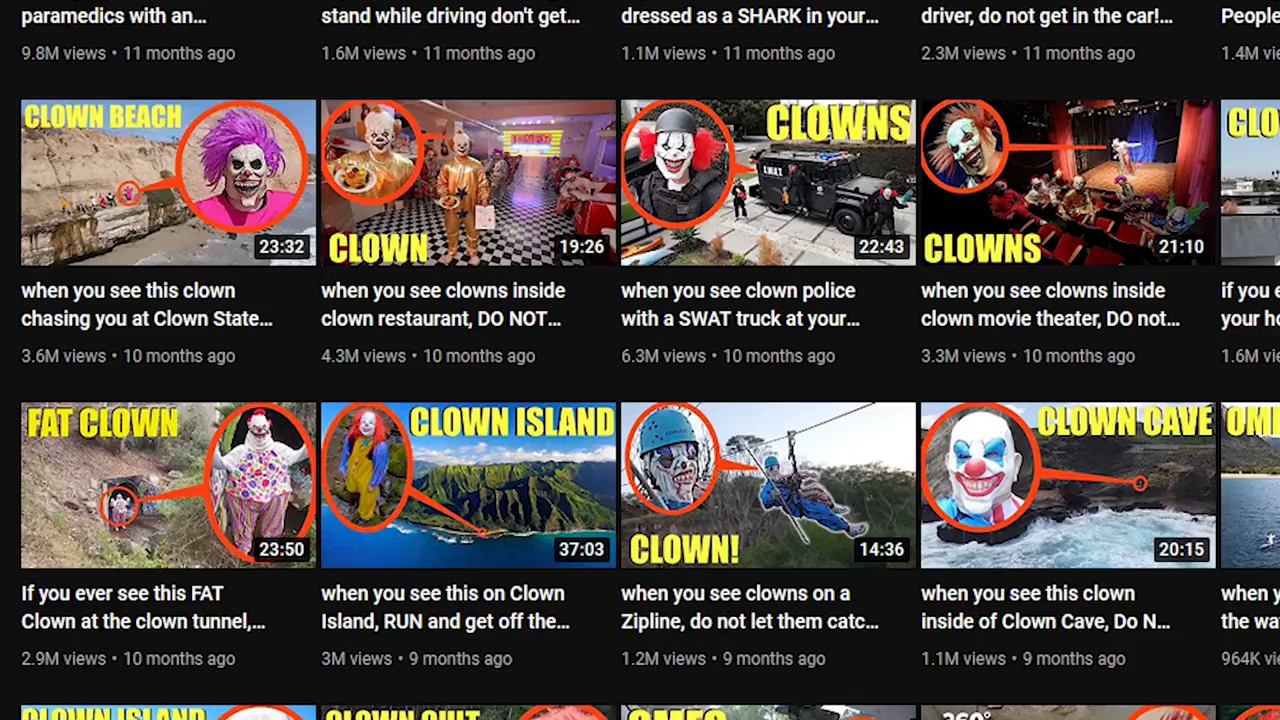 paramedics with an...
stand while driving don't get...
dressed as a SHARK in your...
driver, do not get in the car!...
People
9.8M views • 11 months ago
1.6M views • 11 months ago
1.1M views • 11 months ago
2.3M views • 11 months ago
1.4M vie
CLOWN BEACH
23:32
CLOWN
19:26
CLOWNS
S.W.A.T.
22:43
CLOWNS
21:10
CLO
when you see this clown
chasing you at Clown State...
when you see clowns inside
clown restaurant, DO NOT...
when you see clown police
with a SWAT truck at your...
when you see clowns inside
clown movie theater, DO not...
if you e
your ho
3.6M views • 10 months ago
4.3M views • 10 months ago
6.3M views • 10 months ago
3.3M views • 10 months ago
1.6M vie
FAT CLOWN
23:50
CLOWN ISLAND
37:03
CLOWN!
14:36
CLOWN CAVE
20:15
OM
If you ever see this FAT
Clown at the clown tunnel,...
when you see this on Clown
Island, RUN and get off the...
when you see clowns on a
Zipline, do not let them catc...
when you see this clown
inside of Clown Cave, Do N...
when y
the wa
2.9M views • 10 months ago
3M views • 9 months ago
1.2M views • 9 months ago
1.1M views • 9 months ago
964K vie
CLOWN ISLAND
360°